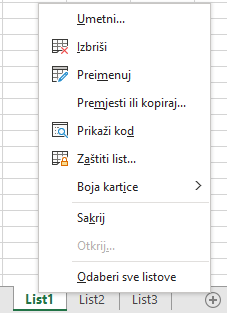 Umetni...
Izbriši
Preimenuj
Premjesti ili kopiraj...
Prikaži kod
Zaštiti list...
Boja kartice
Sakrij
Otkrij...
Odaberi sve listove
List1 List2 List3